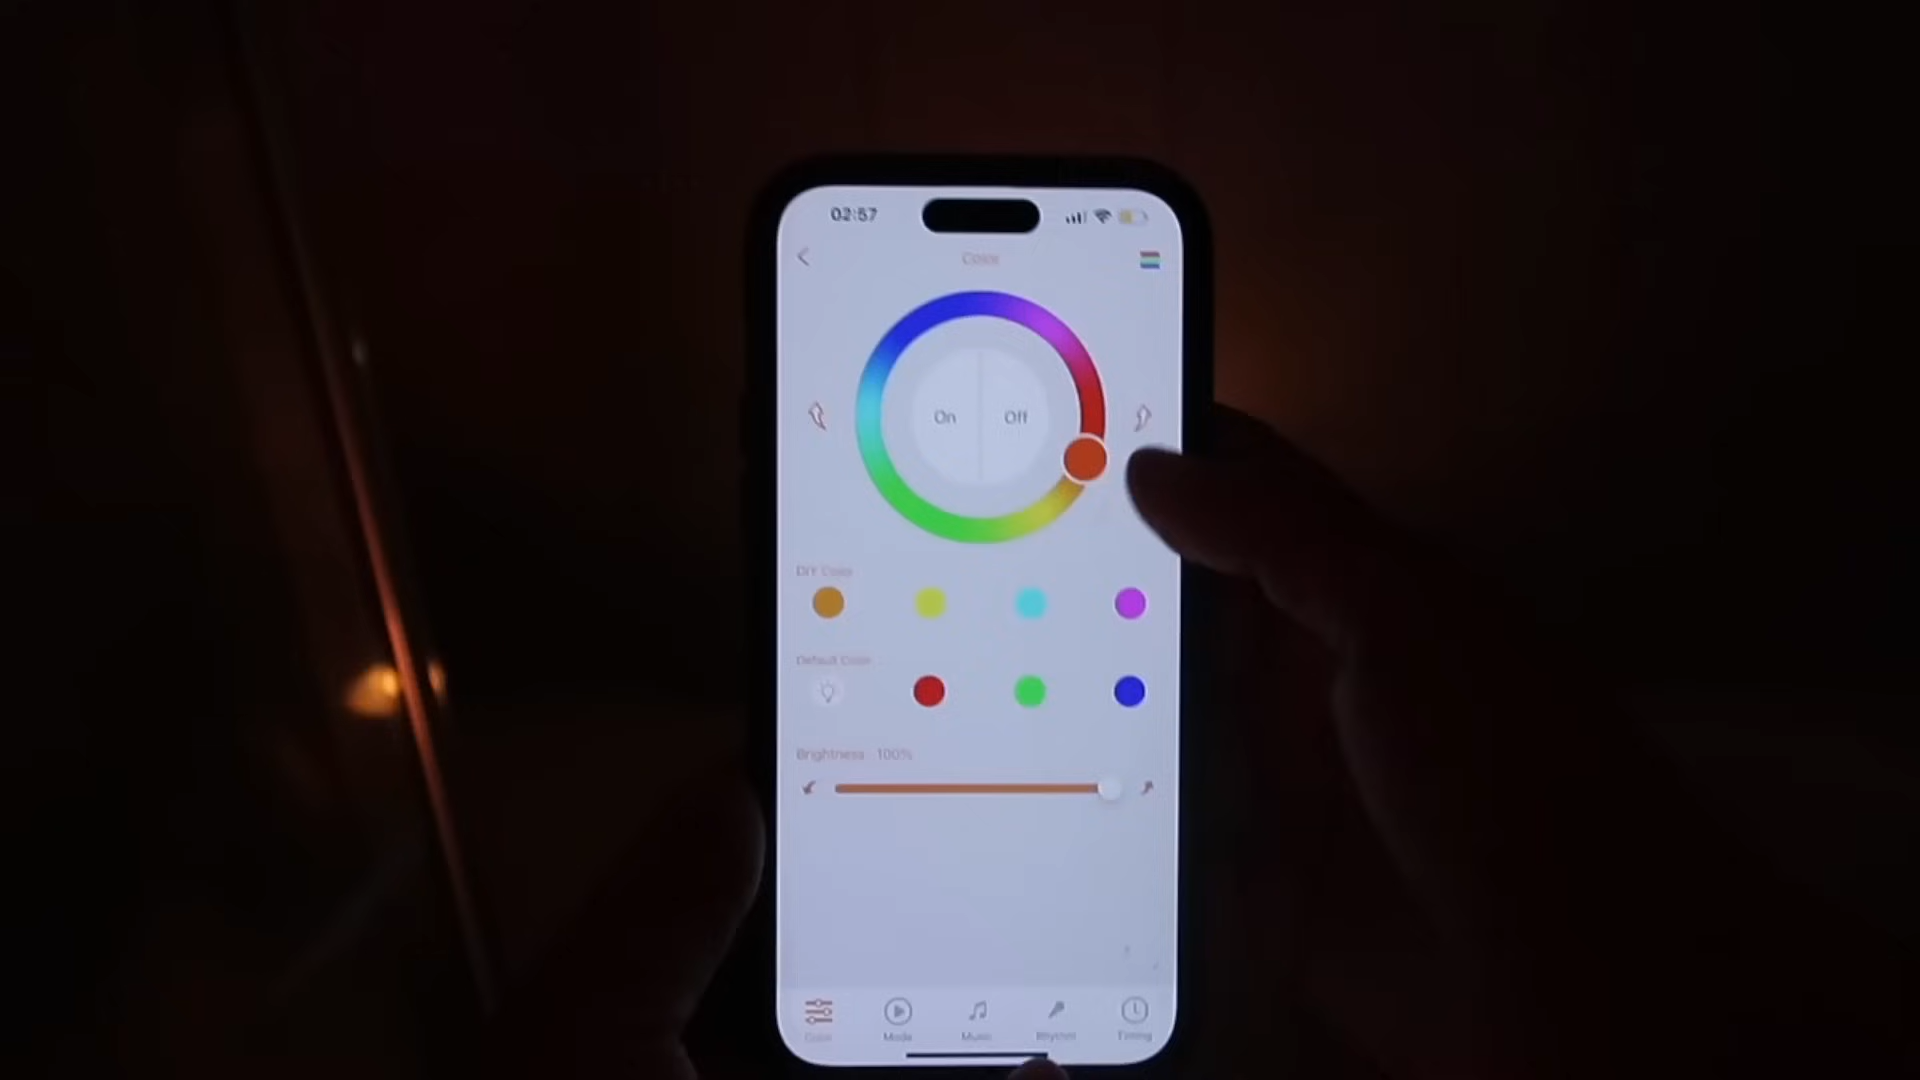 02:57
Color
On
Off
DIY Color
Default Color
Brightness 100%
Color
Mode
Music
Rhythm
Timing